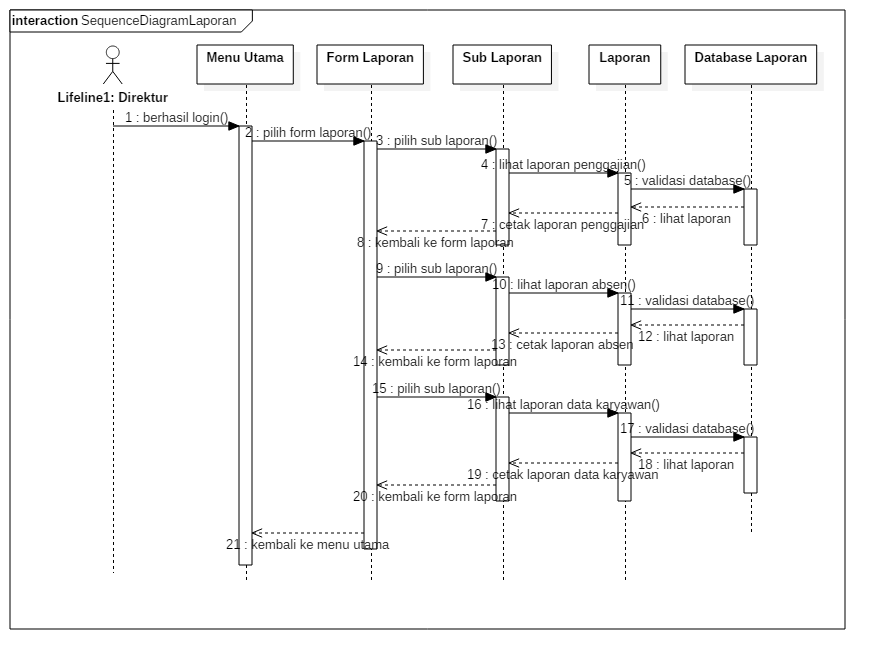 interaction SequenceDiagramLaporan
Menu Utama
Form Laporan
Sub Laporan
Laporan
Database Laporan
Lifeline1: Direktur
1 : berhasil login()
2 : pilih form laporan()
3 : pilih sub laporan()
4 : lihat laporan penggajian()
5 : validasi database()
6 : lihat laporan
7 : cetak laporan penggajian
8 : kembali ke form laporan
9 : pilih sub laporan()
10 : lihat laporan absen()
11 : validasi database()
12 : lihat laporan
13 : cetak laporan absen
14 : kembali ke form laporan
15 : pilih sub laporan()
16 : lihat laporan data karyawan()
17 : validasi database()
18 : lihat laporan
19 : cetak laporan data karyawan
20 : kembali ke form laporan
21 : kembali ke menu utama